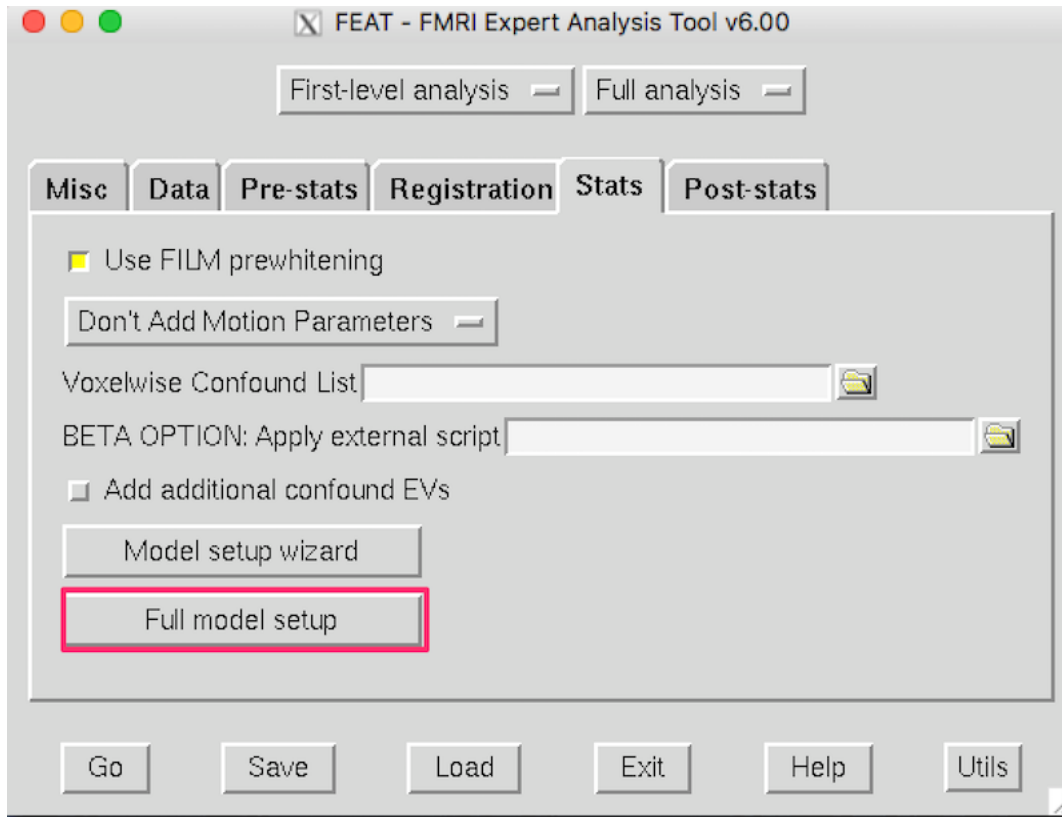 FEAT - FMRI Expert Analysis Tool v6.00
First-level analysis Full analysis
Misc Data Pre-stats Registration Stats Post-stats
Use FILM prewhitening
Don't Add Motion Parameters
Voxelwise Confound List
BETA OPTION: Apply external script
Add additional confound EVs
Model setup wizard
Full model setup
Go Save Load Exit Help Utils